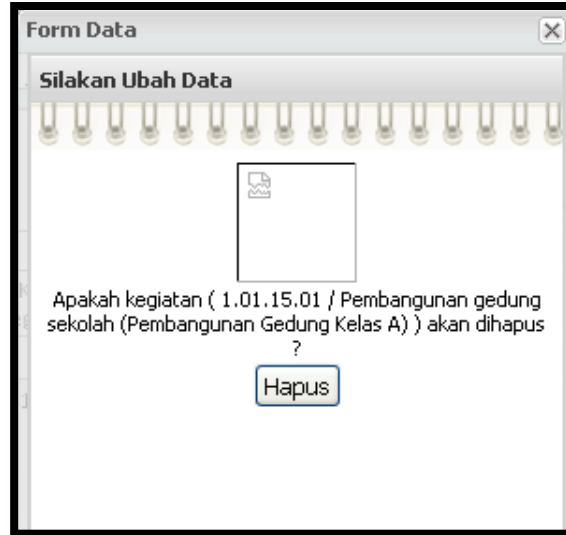 Form Data
Silakan Ubah Data
Apakah kegiatan ( 1.01.15.01 / Pembangunan gedung
sekolah (Pembangunan Gedung Kelas A) ) akan dihapus
?
Hapus